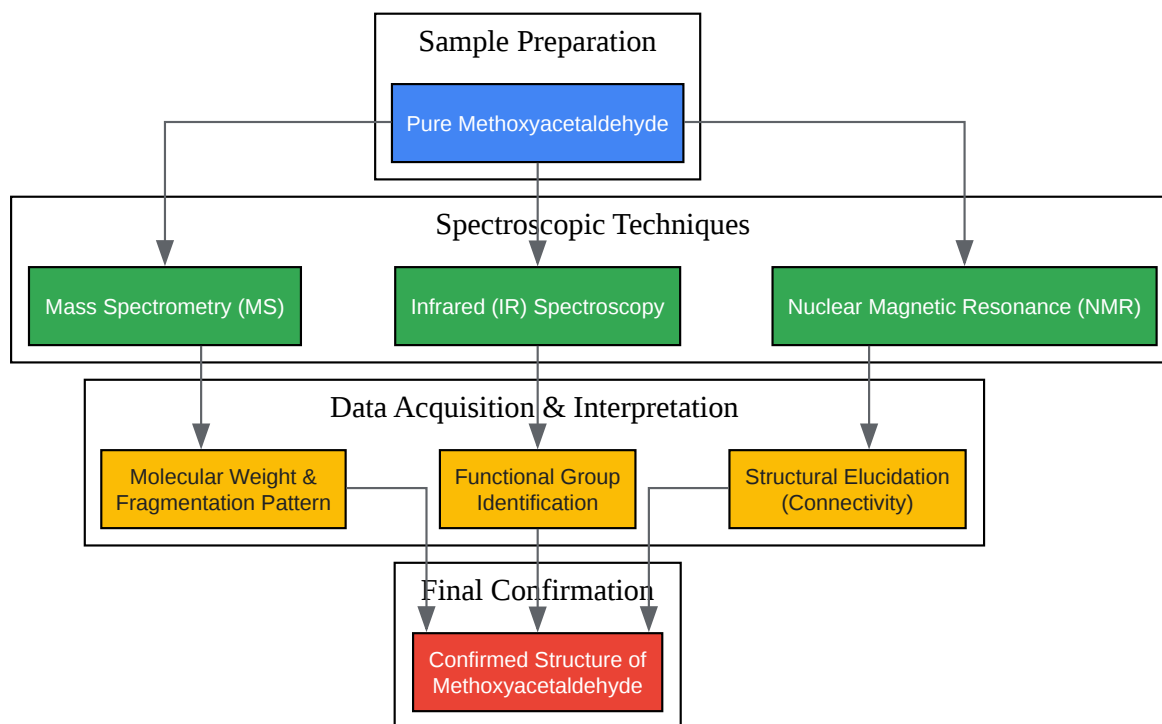 Sample Preparation
Pure Methoxyacetaldehyde
Spectroscopic Techniques
Mass Spectrometry (MS)
Infrared (IR) Spectroscopy
Nuclear Magnetic Resonance (NMR)
Data Acquisition & Interpretation
Molecular Weight &
Fragmentation Pattern
Functional Group
Identification
Structural Elucidation
(Connectivity)
Final Confirmation
Confirmed Structure of
Methoxyacetaldehyde